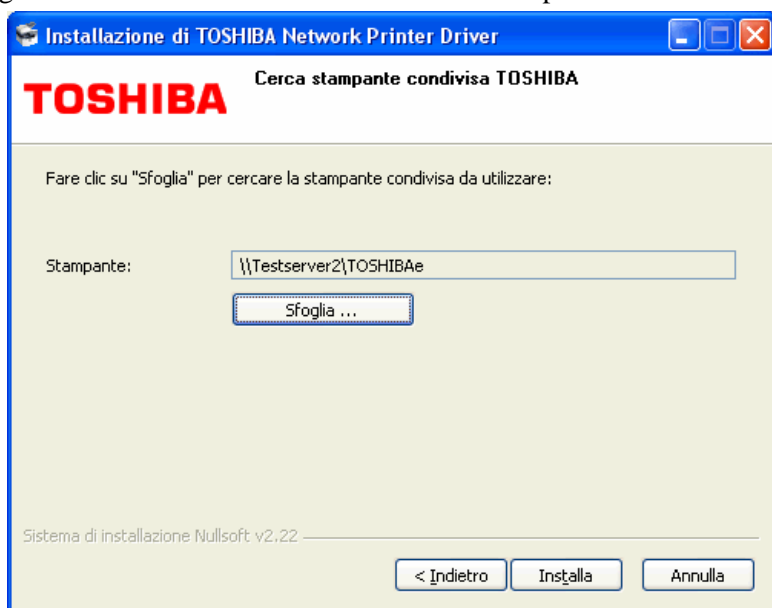 Installazione di TOSHIBA Network Printer Driver
TOSHIBA
Cerca stampante condivisa TOSHIBA
Fare clic su "Sfoglia" per cercare la stampante condivisa da utilizzare:
Stampante:
\\Testserver2\TOSHIBAe
Sfoglia ...
Sistema di installazione Nullsoft v2.22
< Indietro
Installa
Annulla